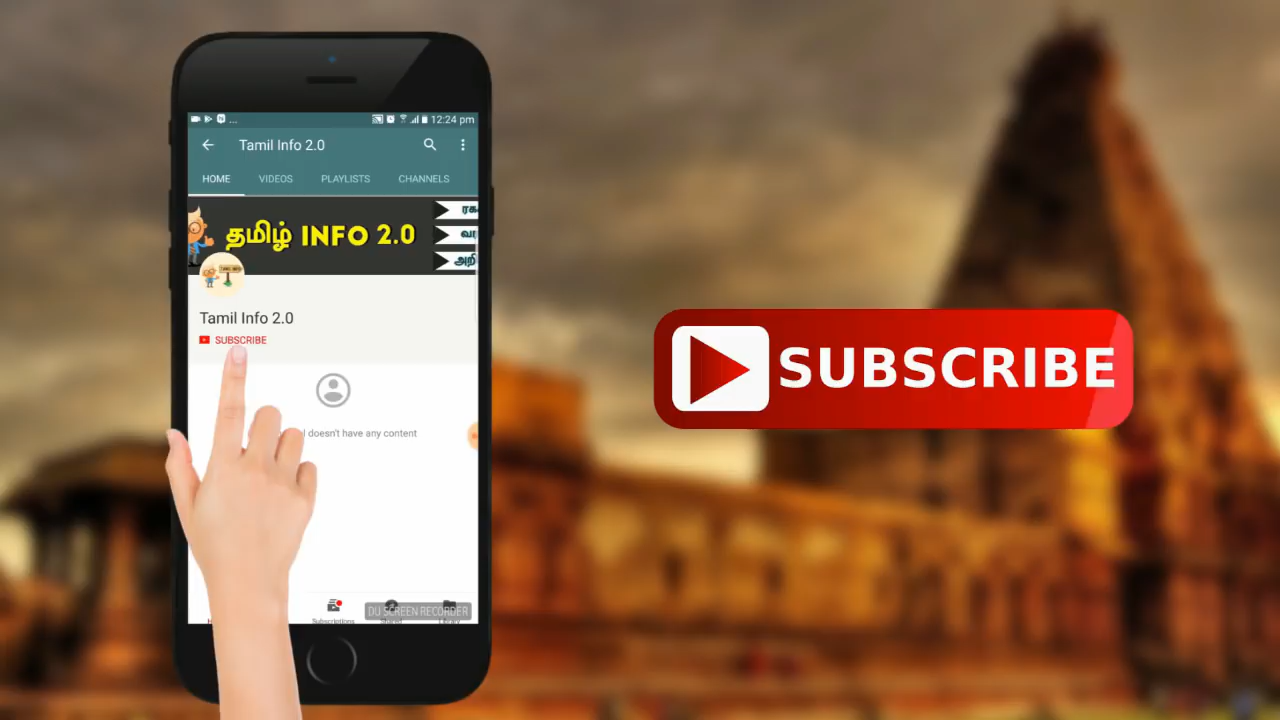 12:24 pm
Tamil Info 2.0
HOME VIDEOS PLAYLISTS CHANNELS
தமிழ் INFO 2.0
Tamil Info 2.0
SUBSCRIBE
doesn't have any content
SUBSCRIBE
DU SCREEN RECORDER
Subscriptions
Library